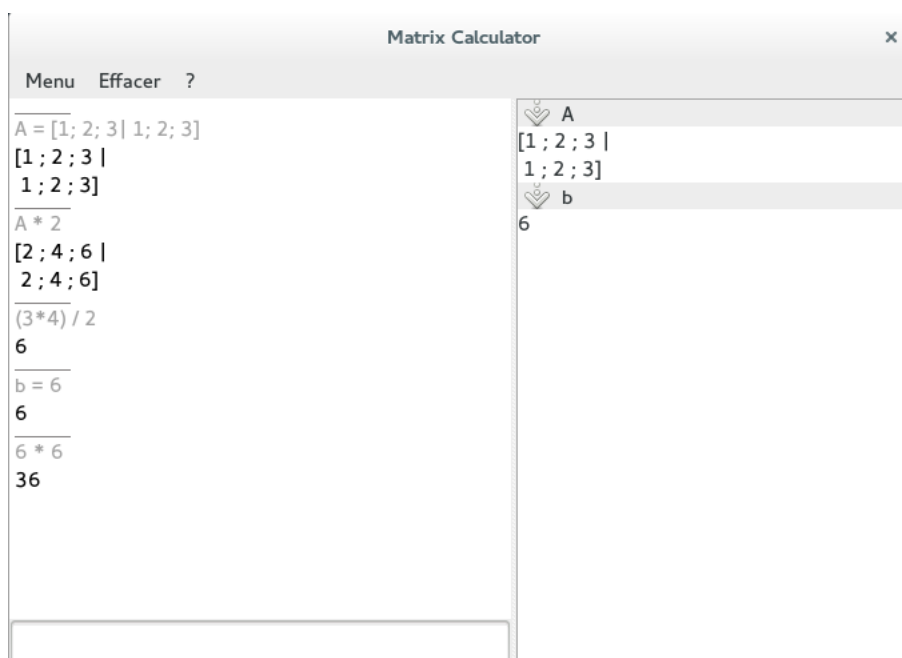 Matrix Calculator ×
Menu Effacer ?
A = [1; 2; 3| 1; 2; 3]
[1 ; 2 ; 3 |
1 ; 2 ; 3]
A * 2
[2 ; 4 ; 6 |
2 ; 4 ; 6]
(3*4) / 2
6
b = 6
6
6 * 6
36
A
[1 ; 2 ; 3 |
1 ; 2 ; 3]
b
6